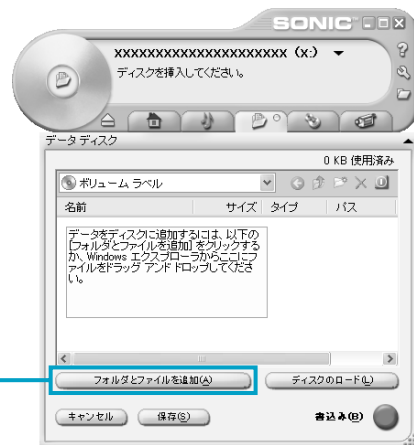 SONIC
XXXXXXXXXXXXXXXXXXXXX (X:)
ディスクを挿入してください。
データ ディスク
0 KB 使用済み
ボリューム ラベル
名前 サイズ タイプ パス
データをディスクに追加するには、以下の
[フォルダとファイルを追加] をクリックする
か、Windows エクスプローラからここにフ
ァイルをドラッグ アンド ドロップしてくださ
い。
フォルダとファイルを追加(A) ディスクのロード(L)
キャンセル 保存(S) 書込み(B)